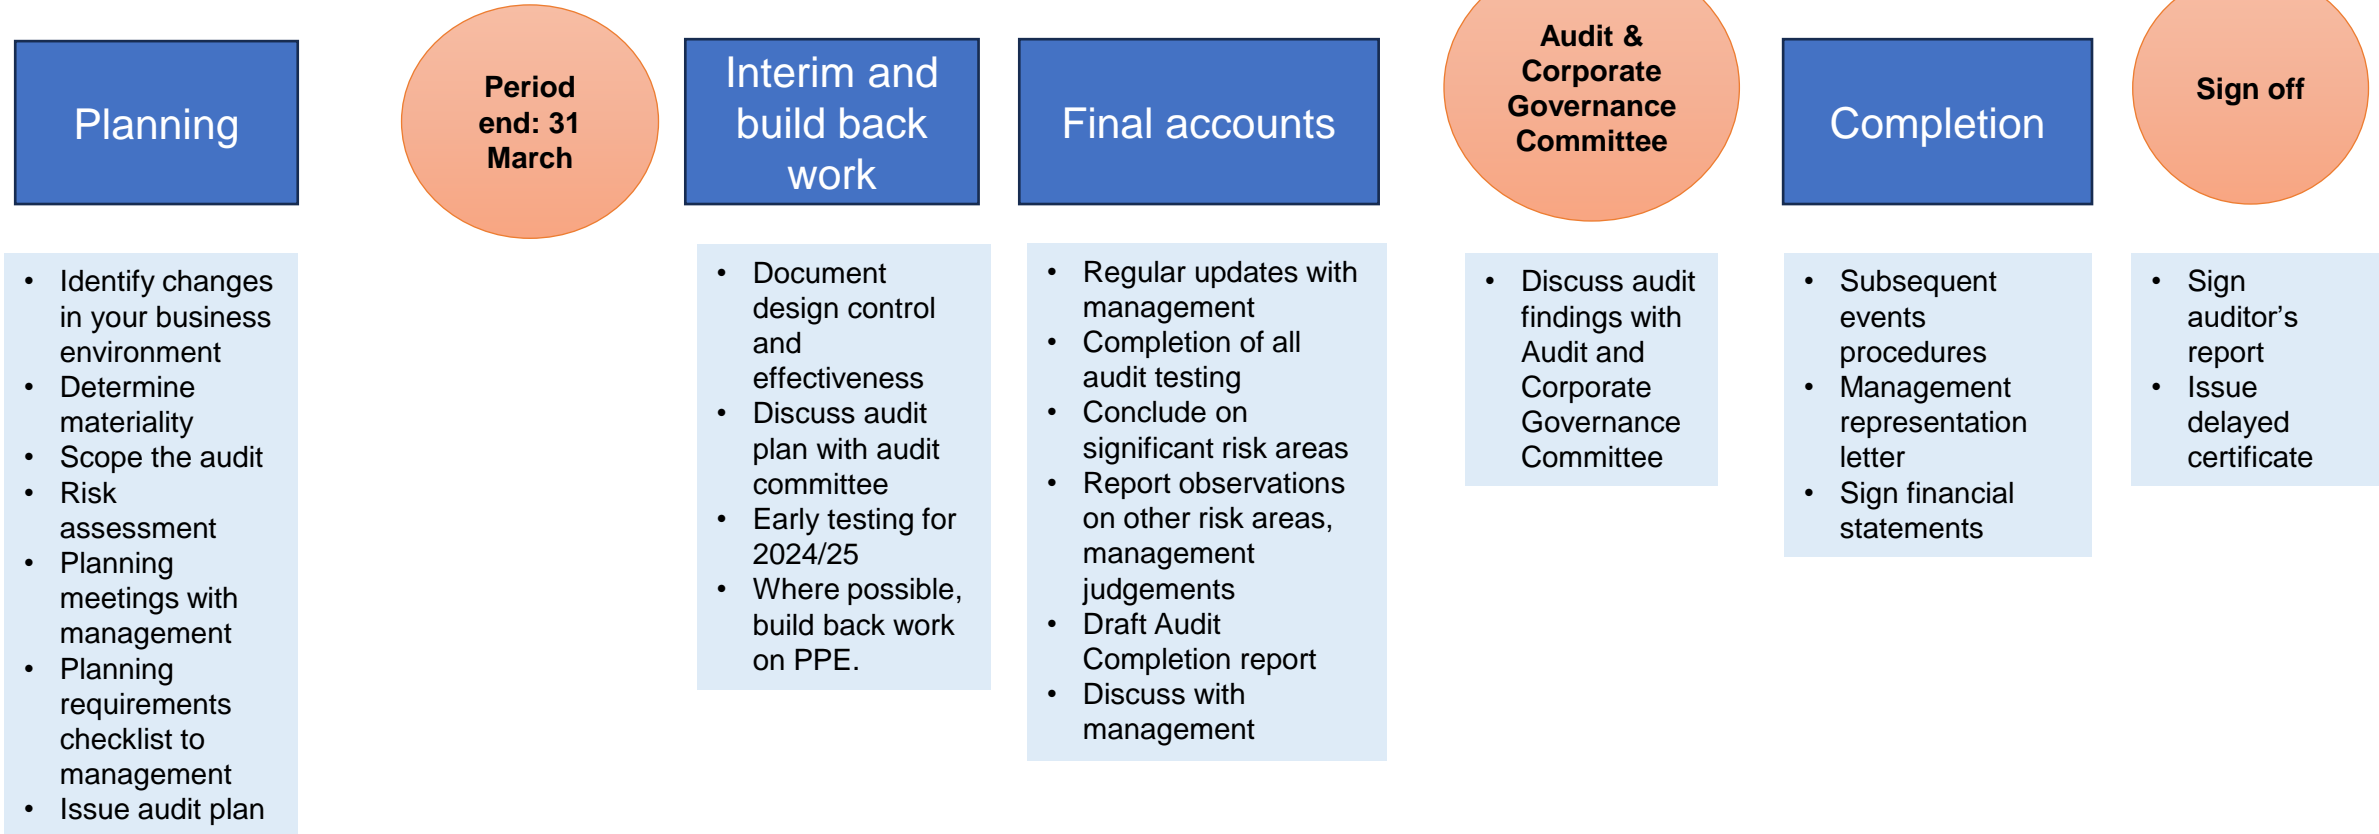 Planning
Period
end: 31
March
Interim and
build back
work
Final accounts
Audit &
Corporate
Governance
Committee
Completion
Sign off
• Identify changes
in your business
environment
• Determine
materiality
• Scope the audit
• Risk
assessment
• Planning
meetings with
management
• Planning
requirements
checklist to
management
• Issue audit plan
• Document
design control
and
effectiveness
• Discuss audit
plan with audit
committee
• Early testing for
2024/25
• Where possible,
build back work
on PPE.
• Regular updates with
management
• Completion of all
audit testing
• Conclude on
significant risk areas
• Report observations
on other risk areas,
management
judgements
• Draft Audit
Completion report
• Discuss with
management
• Discuss audit
findings with
Audit and
Corporate
Governance
Committee
• Subsequent
events
procedures
• Management
representation
letter
• Sign financial
statements
• Sign
auditor’s
report
• Issue
delayed
certificate